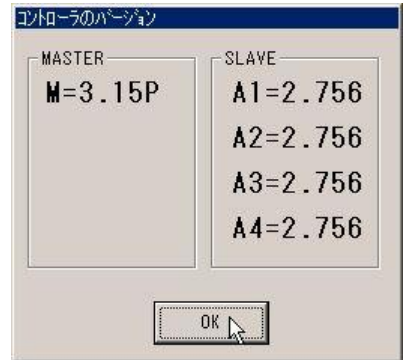 コントローラのバージョン
MASTER
M=3.15P
SLAVE
A1=2.756
A2=2.756
A3=2.756
A4=2.756
OK